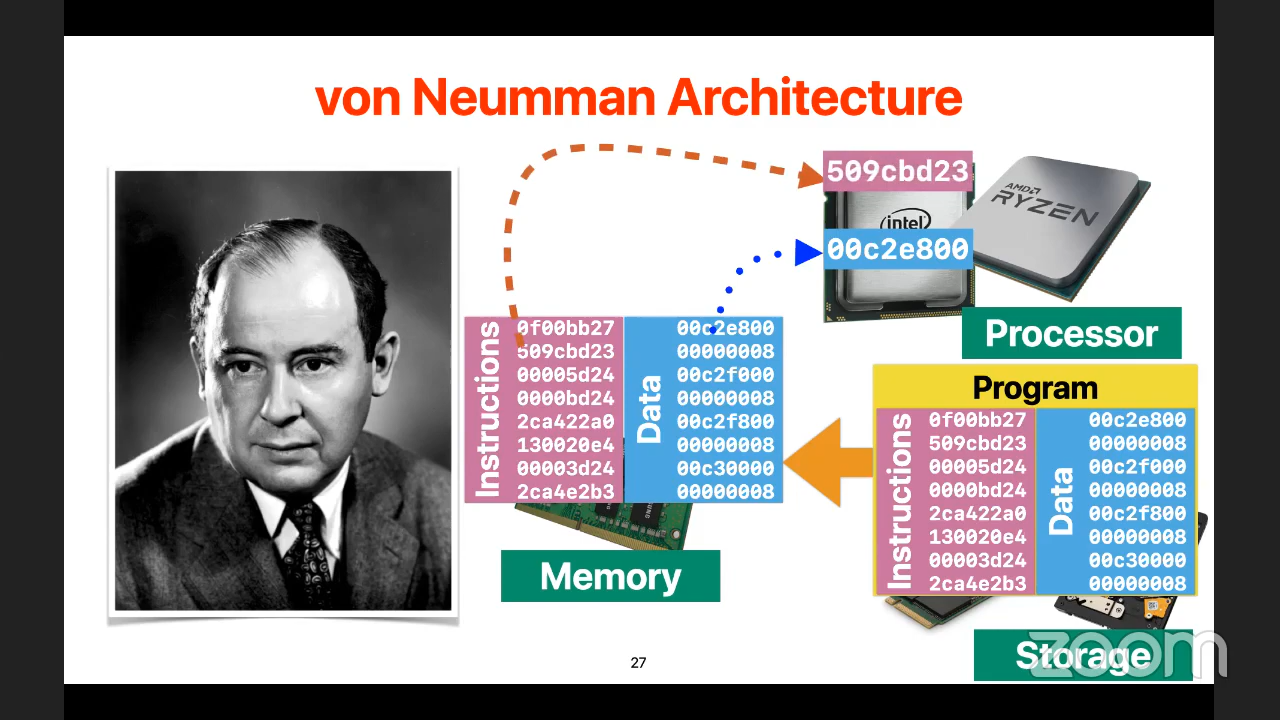 von Neumman Architecture
509cbd23
intel
00c2e800
AMD
RYZEN
Processor
Instructions
0f00bb27
509cbd23
00005d24
0000bd24
2ca422a0
130020e4
00003d24
2ca4e2b3
Data
00c2e800
00000008
00c2f000
00000008
00c2f800
00000008
00c30000
00000008
Memory
Program
Instructions
0f00bb27
509cbd23
00005d24
0000bd24
2ca422a0
130020e4
00003d24
2ca4e2b3
Data
00c2e800
00000008
00c2f000
00000008
00c2f800
00000008
00c30000
00000008
Storage
zoom
27